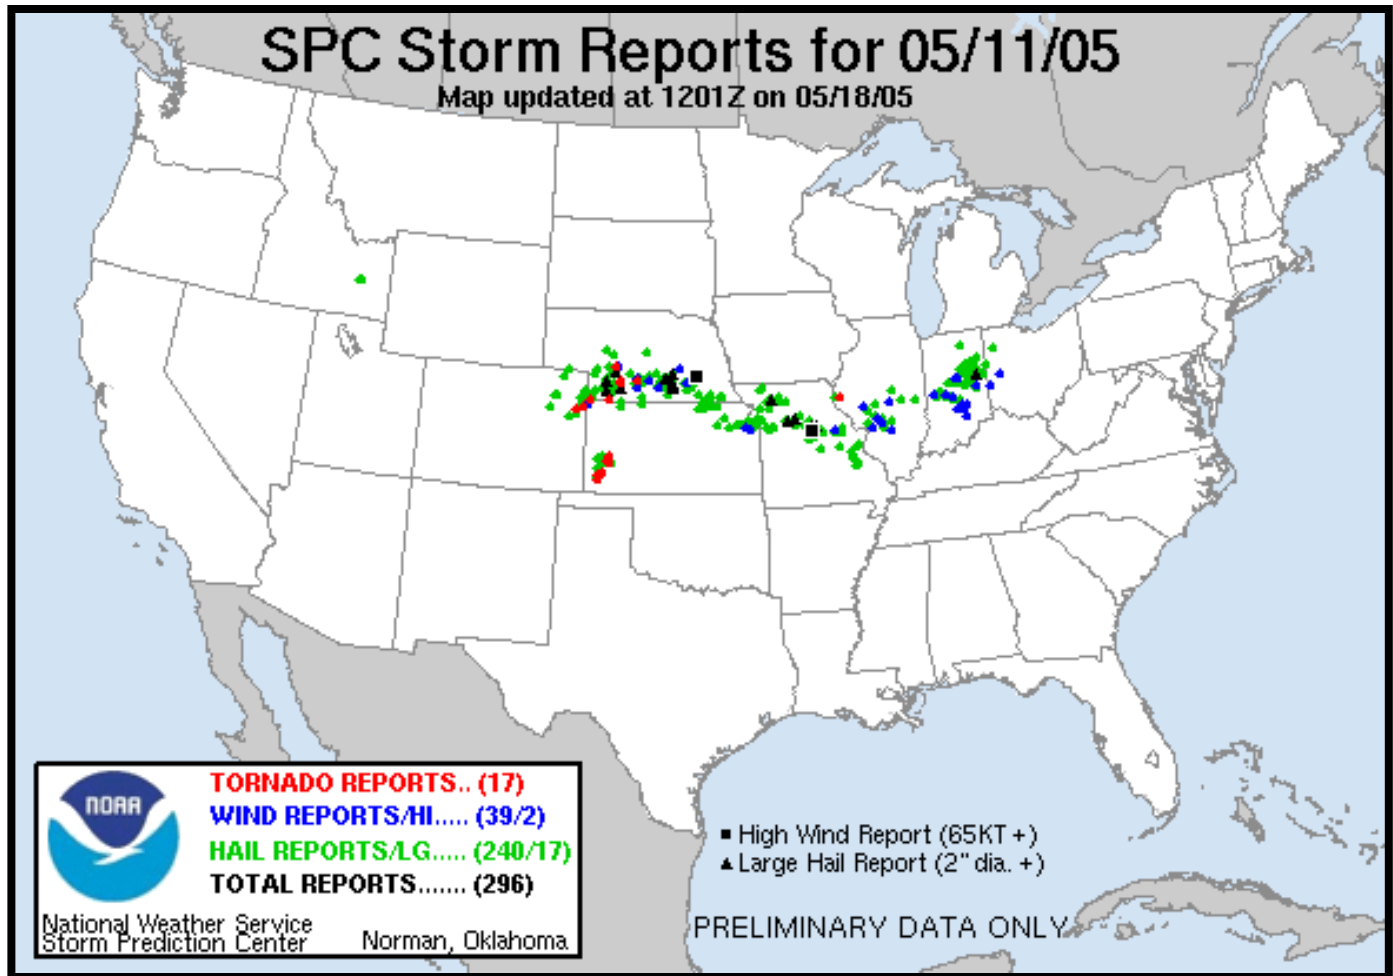 SPC Storm Reports for 05/11/05
Map updated at 1201Z on 05/18/05
NOAA
TORNADO REPORTS.. (17)
WIND REPORTS/HI..... (39/2)
HAIL REPORTS/LG..... (240/17)
TOTAL REPORTS....... (296)
National Weather Service
Storm Prediction Center
Norman, Oklahoma
High Wind Report (65KT +)
Large Hail Report (2" dia. +)
PRELIMINARY DATA ONLY